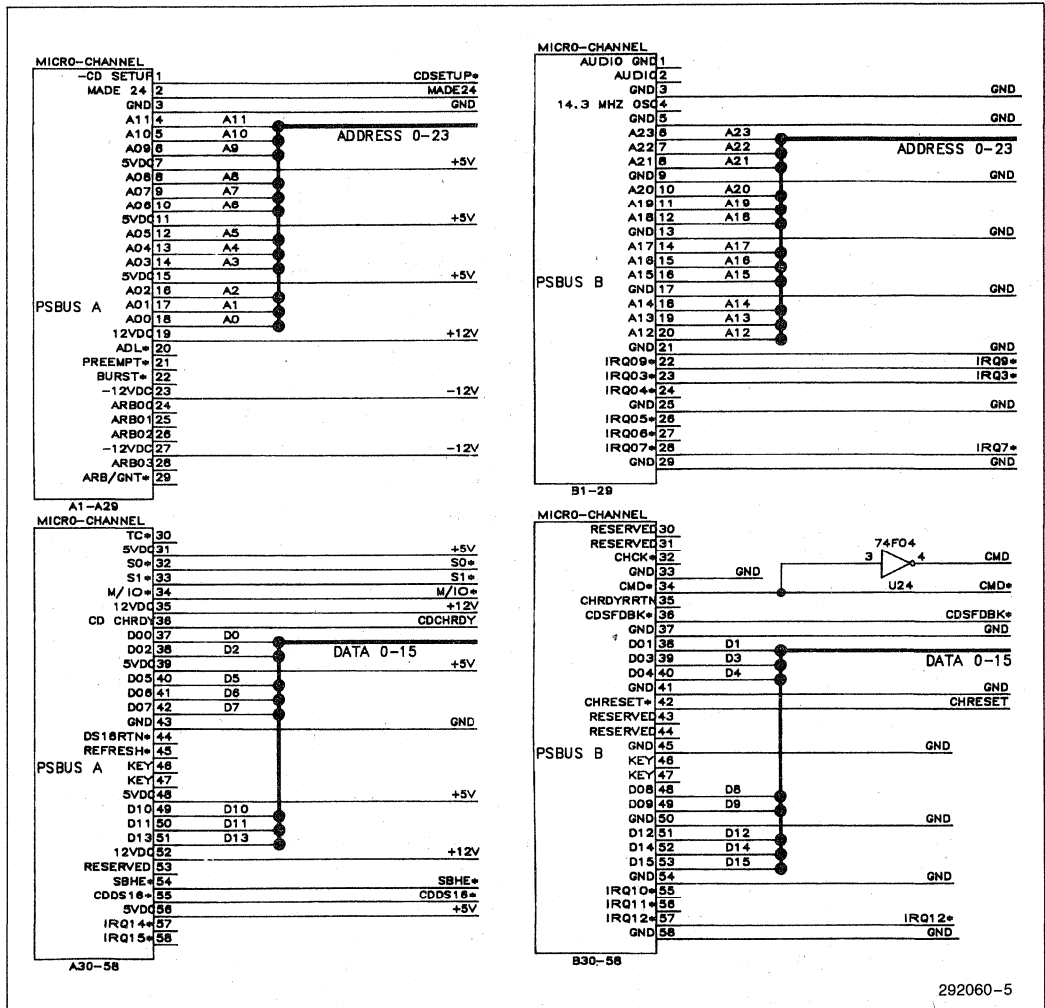 MICRO-CHANNEL
-CD SETUP 1 CDSETUP*
MADE 24 2 MADE24
GND 3 GND
A11 4 A11
A10 5 A10 ADDRESS 0-23
A09 6 A9
5VDC 7 +5V
A08 8 A8
A07 9 A7
A06 10 A6
5VDC 11 +5V
A05 12 A5
A04 13 A4
A03 14 A3
5VDC 15 +5V
A02 16 A2
A01 17 A1
PSBUS A
A00 18 A0
12VDC 19 +12V
ADL* 20
PREEMPT* 21
BURST* 22
-12VDC 23 -12V
ARB00 24
ARB01 25
ARB02 26
-12VDC 27 -12V
ARB03 28
ARB/GNT* 29
A1-A29
MICRO-CHANNEL
AUDIO GND 1
AUDIO 2
GND 3 GND
14.3 MHZ OSC 4
GND 5 GND
A23 6 A23
A22 7 A22 ADDRESS 0-23
A21 8 A21
GND 9 GND
A20 10 A20
A19 11 A19
A18 12 A18
GND 13 GND
A17 14 A17
A16 15 A16
A15 16 A15
PSBUS B
GND 17 GND
A14 18 A14
A13 19 A13
A12 20 A12
GND 21 GND
IRQ09* 22 IRQ9*
IRQ03* 23 IRQ3*
IRQ04* 24
GND 25 GND
IRQ05* 26
IRQ06* 27
IRQ07* 28 IRQ7*
GND 29 GND
B1-29
MICRO-CHANNEL
TC* 30
5VDC 31 +5V
S0* 32 S0*
S1* 33 S1*
M/IO* 34 M/IO*
12VDC 35 +12V
CD CHRDY 36 CDCHRDY
D00 37 D0
D02 38 D2 DATA 0-15
5VDC 39 +5V
D05 40 D5
D06 41 D6
D07 42 D7
GND 43 GND
DS16RTN* 44
REFRESH* 45
PSBUS A
KEY 46
KEY 47
5VDC 48 +5V
D10 49 D10
D11 50 D11
D13 51 D13
12VDC 52 +12V
RESERVED 53
SBHE* 54 SBHE*
CDDS16* 55 CDDS16*
5VDC 56 +5V
IRQ14* 57
IRQ15* 58
A30-58
MICRO-CHANNEL
RESERVED 30
RESERVED 31
74F04
CHCK* 32 3 4 CMD
GND 33 GND
U24
CMD* 34 CMD*
CHRDYRRTN 35
CDSFDBK* 36 CDSFDBK*
GND 37 GND
D01 38 D1
D03 39 D3 DATA 0-15
D04 40 D4
GND 41 GND
CHRESET* 42 CHRESET
RESERVED 43
RESERVED 44
PSBUS B
GND 45 GND
KEY 46
KEY 47
D08 48 D8
D09 49 D9
GND 50 GND
D12 51 D12
D14 52 D14
D15 53 D15
GND 54 GND
IRQ10* 55
IRQ11* 56
IRQ12* 57 IRQ12*
GND 58 GND
B30-58
292060-5